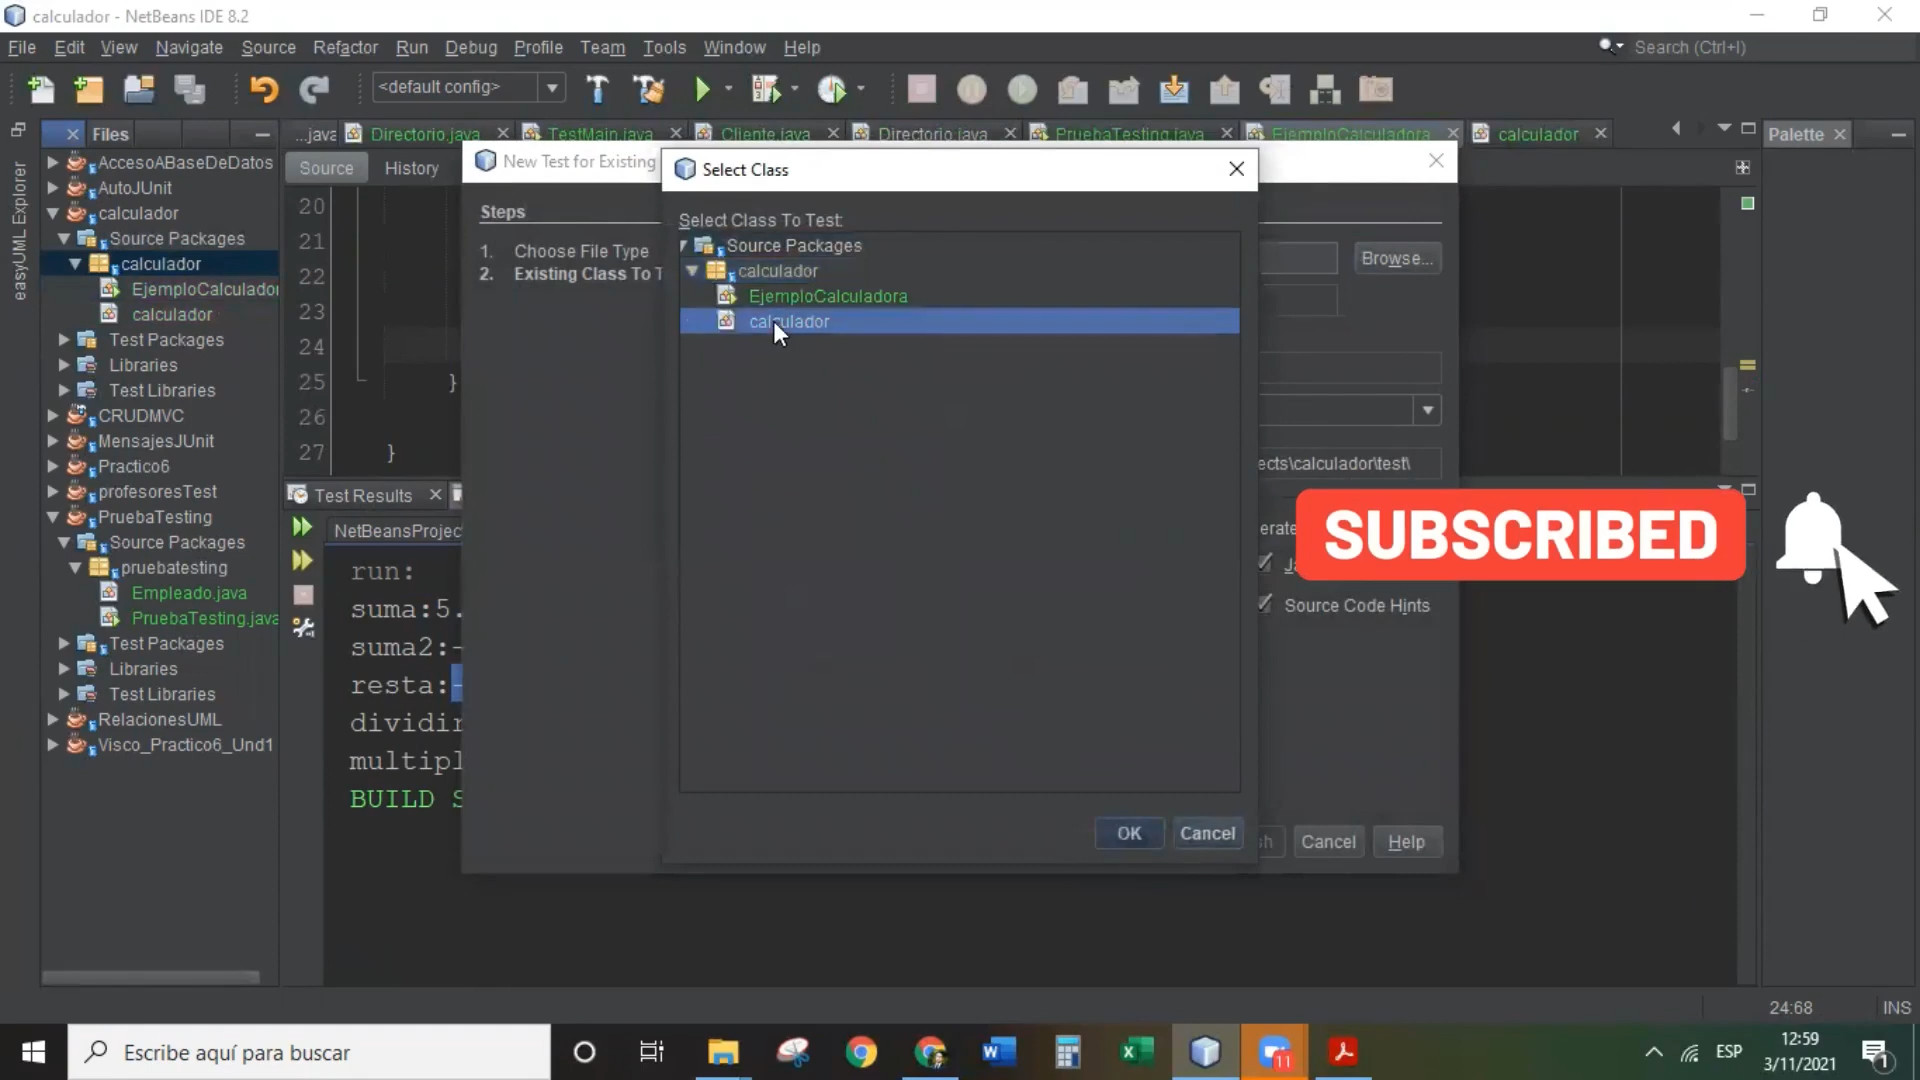 calculador - NetBeans IDE 8.2
File Edit View Navigate Source Refactor Run Debug Profile Team Tools Window Help
Search (Ctrl+I)
<default config>
Files
...java
Directorio.java
TestMain.java
Cliente.java
Directorio.java
PruebaTesting.java
EjemploCalculadora
calculador
Palette
easyUML Explorer
AccesoABaseDeDatos
AutoJUnit
calculador
Source Packages
calculador
EjemploCalculador
calculador
Test Packages
Libraries
Test Libraries
CRUDMVC
MensajesJUnit
Practico6
profesoresTest
PruebaTesting
Source Packages
pruebatesting
Empleado.java
PruebaTesting.java
Test Packages
Libraries
Test Libraries
RelacionesUML
Visco_Practico6_Und1
Source
History
20
21
22
23
24
25 }
26
27 }
Test Results
NetBeansProjec
run:
suma:5.
suma2:-
resta:-
dividir
multipl
BUILD S
New Test for Existing
Steps
1. Choose File Type
2. Existing Class To T
Browse...
ects\calculador\test\
erate
Source Code Hints
Cancel
Help
Select Class
Select Class To Test:
Source Packages
calculador
EjemploCalculadora
calculador
OK
Cancel
SUBSCRIBED
24:68
INS
Escribe aquí para buscar
11
ESP
12:59
3/11/2021
1